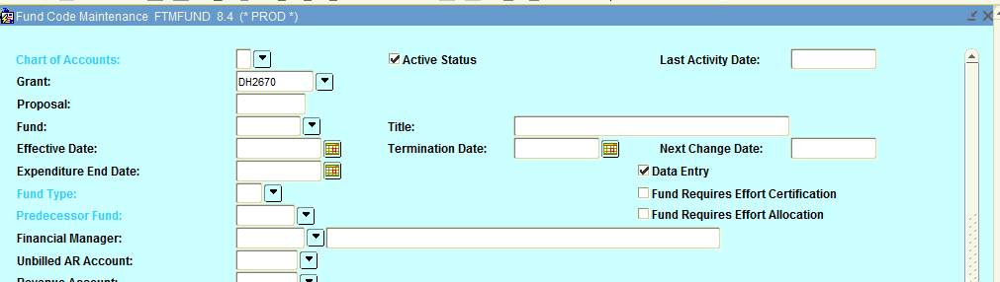 Fund Code Maintenance FTMFUND 8.4 (* PROD *)
Chart of Accounts: Active Status Last Activity Date:
Grant: DH2670
Proposal:
Fund: Title:
Effective Date: Termination Date: Next Change Date:
Expenditure End Date: Data Entry
Fund Type: Fund Requires Effort Certification
Predecessor Fund: Fund Requires Effort Allocation
Financial Manager:
Unbilled AR Account:
Revenue Account: